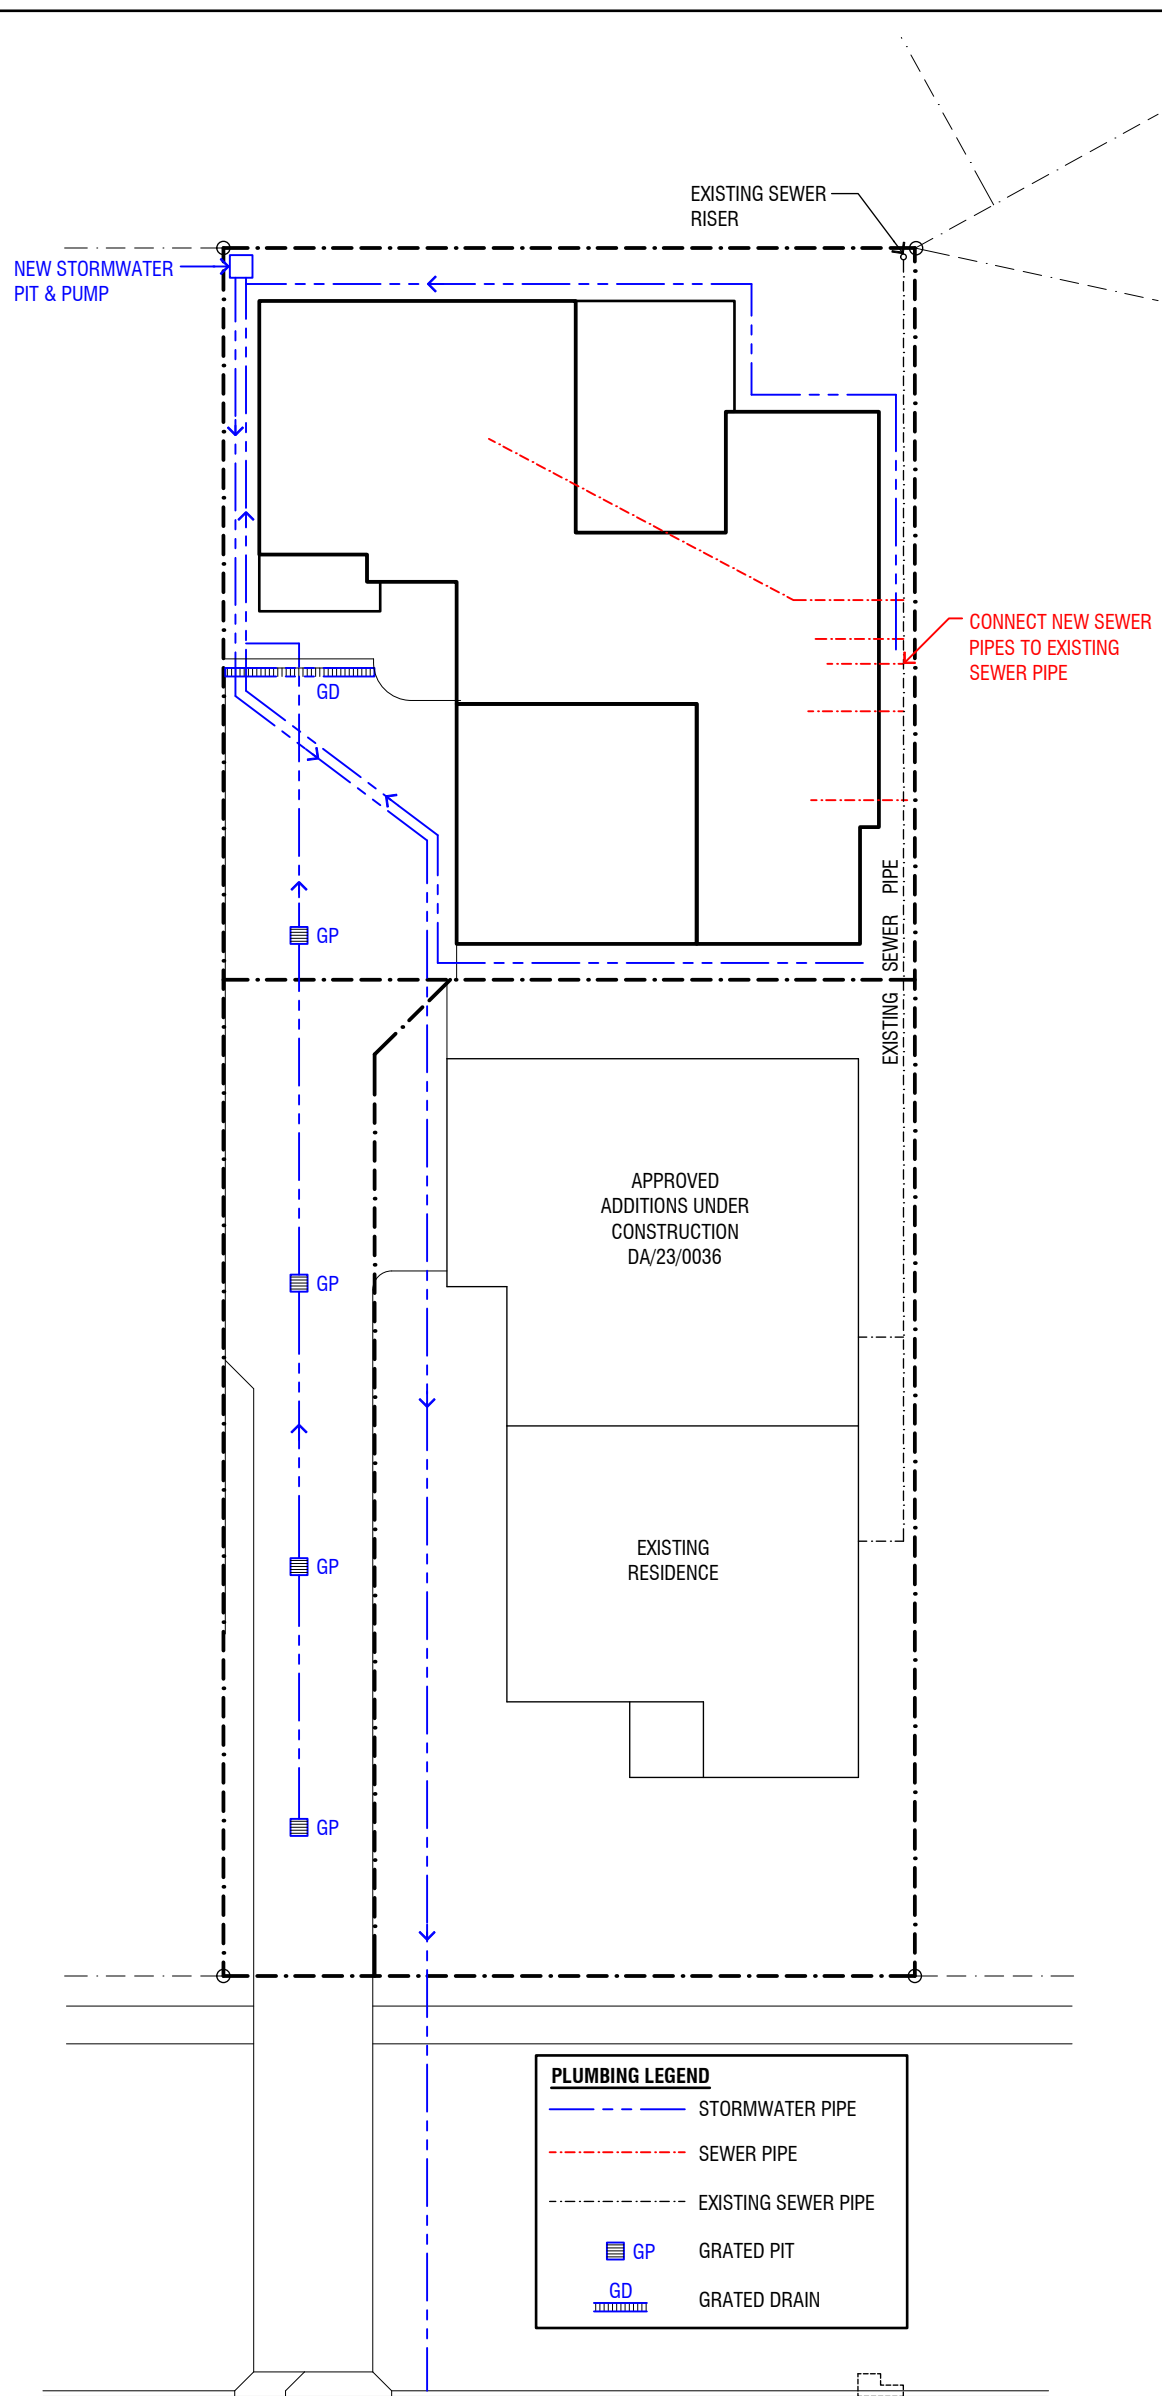 EXISTING SEWER
RISER
NEW STORMWATER
PIT & PUMP
CONNECT NEW SEWER
PIPES TO EXISTING
SEWER PIPE
GD
GP
EXISTING SEWER PIPE
APPROVED
ADDITIONS UNDER
CONSTRUCTION
DA/23/0036
GP
EXISTING
RESIDENCE
GP
GP
PLUMBING LEGEND
STORMWATER PIPE
SEWER PIPE
EXISTING SEWER PIPE
GP GRATED PIT
GD
GRATED DRAIN